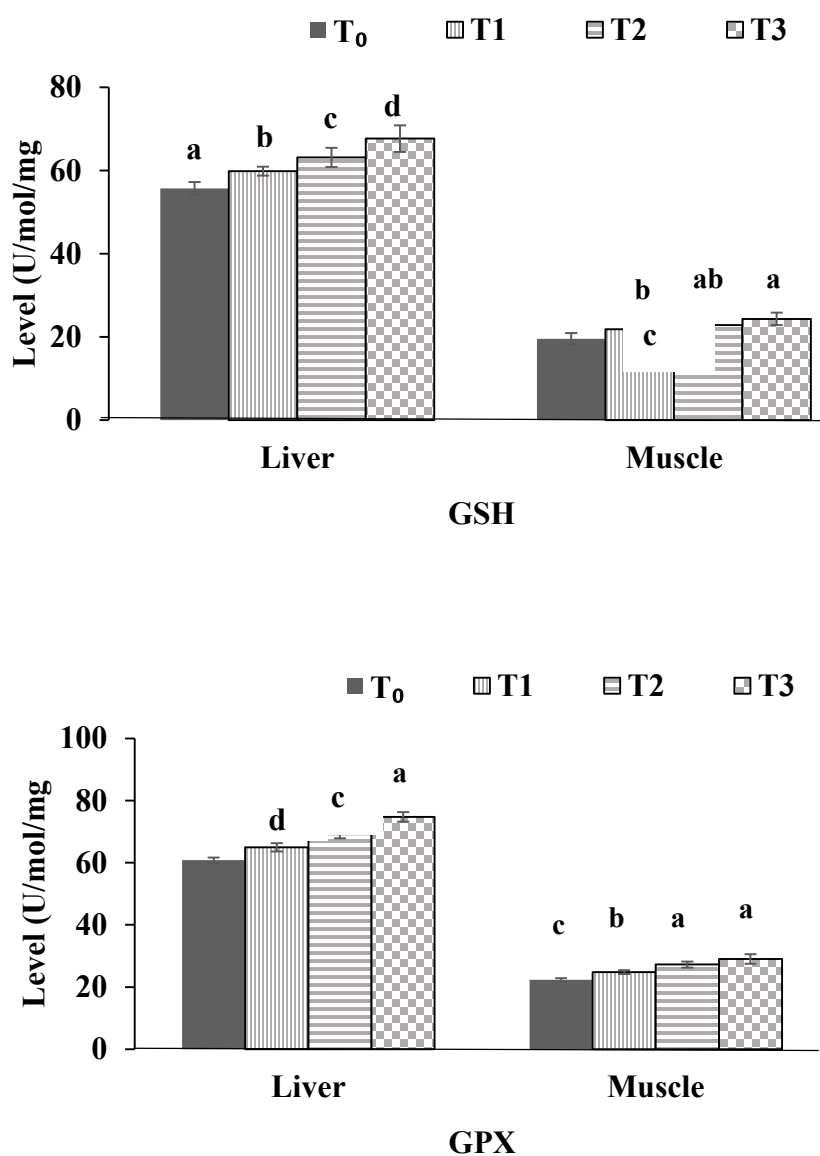 T₀ T1 T2 T3
Level (U/mol/mg
80
60
40
20
0
a b c d
b ab a
c
Liver Muscle
GSH
T₀ T1 T2 T3
Level (U/mol/mg
100
80
60
40
20
0
d c a
c b a a
Liver Muscle
GPX